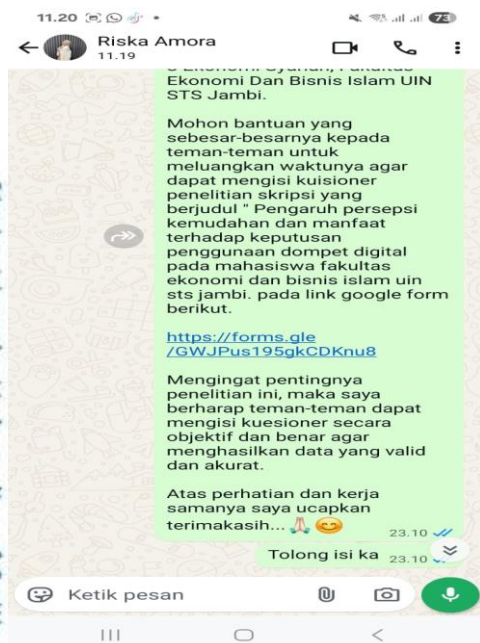 11.20
73
Riska Amora
11.19
Ekonomi Dan Bisnis Islam UIN
STS Jambi.
Mohon bantuan yang
sebesar-besarnya kepada
teman-teman untuk
meluangkan waktunya agar
dapat mengisi kuisioner
penelitian skripsi yang
berjudul " Pengaruh persepsi
kemudahan dan manfaat
terhadap keputusan
penggunaan dompet digital
pada mahasiswa fakultas
ekonomi dan bisnis islam uin
sts jambi. pada link google form
berikut.
https://forms.gle
/GWJPus195gkCDKnu8
Mengingat pentingnya
penelitian ini, maka saya
berharap teman-teman dapat
mengisi kuesioner secara
objektif dan benar agar
menghasilkan data yang valid
dan akurat.
Atas perhatian dan kerja
samanya saya ucapkan
terimakasih...🙏🏻😊
23.10
Tolong isi ka 23.10
Ketik pesan